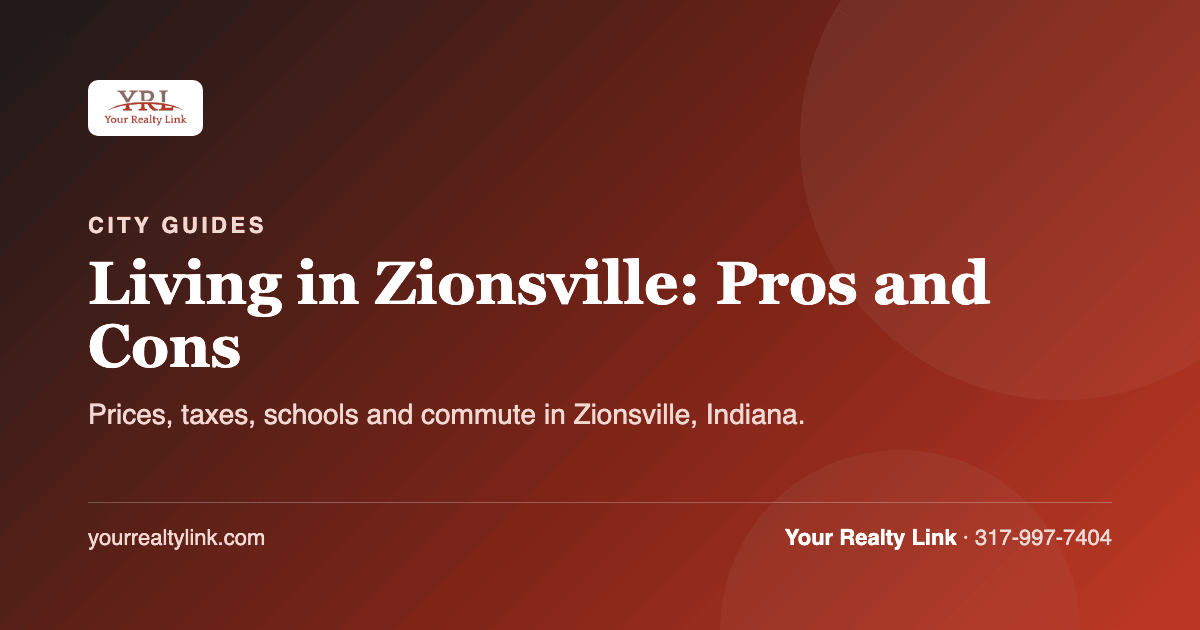 YRL
Your Realty Link
CITY GUIDES
Living in Zionsville: Pros and
Cons
Prices, taxes, schools and commute in Zionsville, Indiana.
yourrealtylink.com
Your Realty Link · 317-997-7404